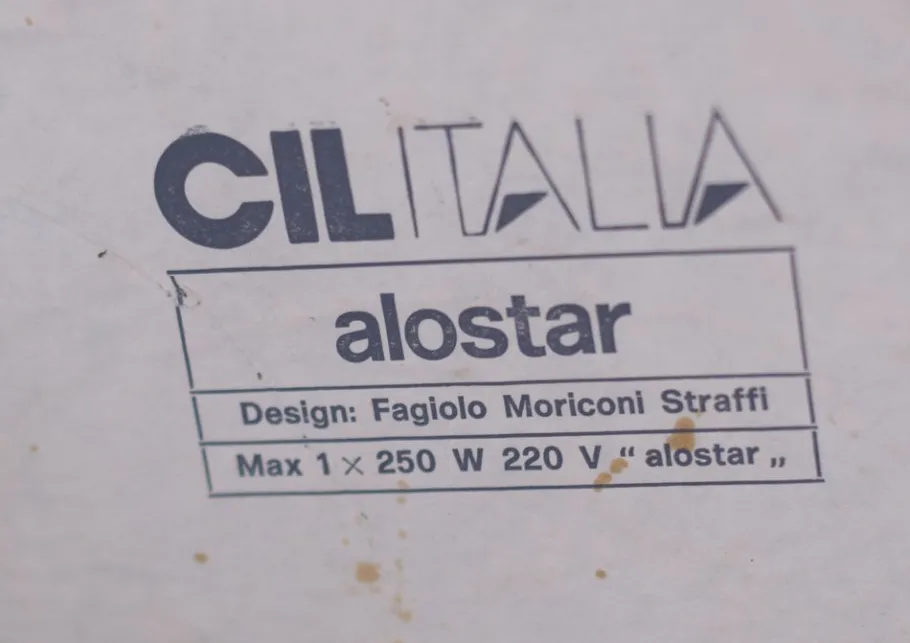 CIL ITALIA
alostar
Design: Fagiolo Moriconi Straffi
Max 1 × 250 W 220 V “ alostar „